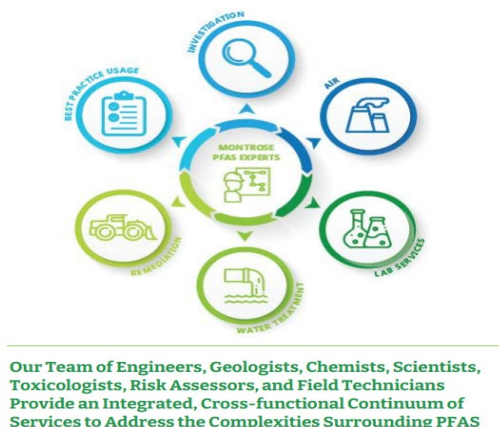 INVESTIGATION
BEST PRACTICE USAGE
AIR
MONTROSE
PFAS EXPERTS
REMEDIATION
LAB SERVICES
WATER TREATMENT
Our Team of Engineers, Geologists, Chemists, Scientists,
Toxicologists, Risk Assessors, and Field Technicians
Provide an Integrated, Cross-functional Continuum of
Services to Address the Complexities Surrounding PFAS